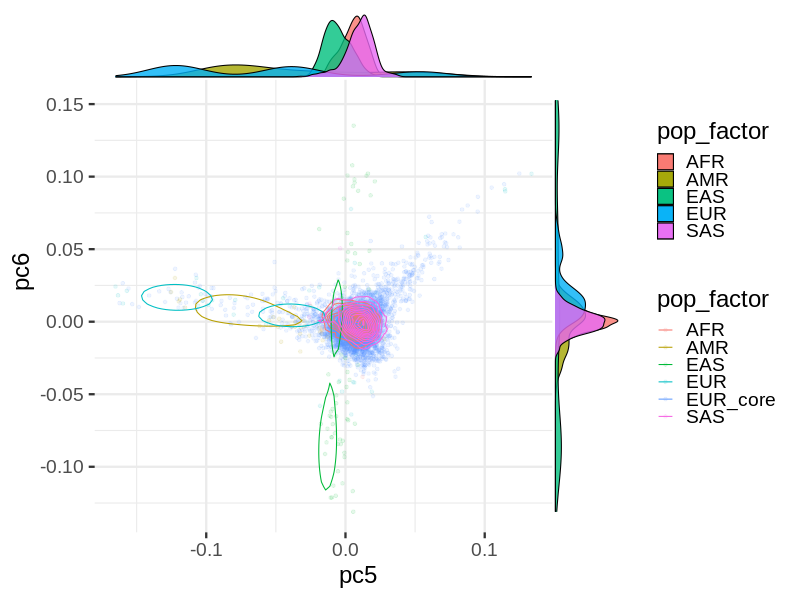 0.15
0.10
0.05
0.00
-0.05
-0.10
pc6
-0.1
0.0
0.1
pc5
pop_factor
AFR
AMR
EAS
EUR
SAS
pop_factor
AFR
AMR
EAS
EUR
EUR_core
SAS